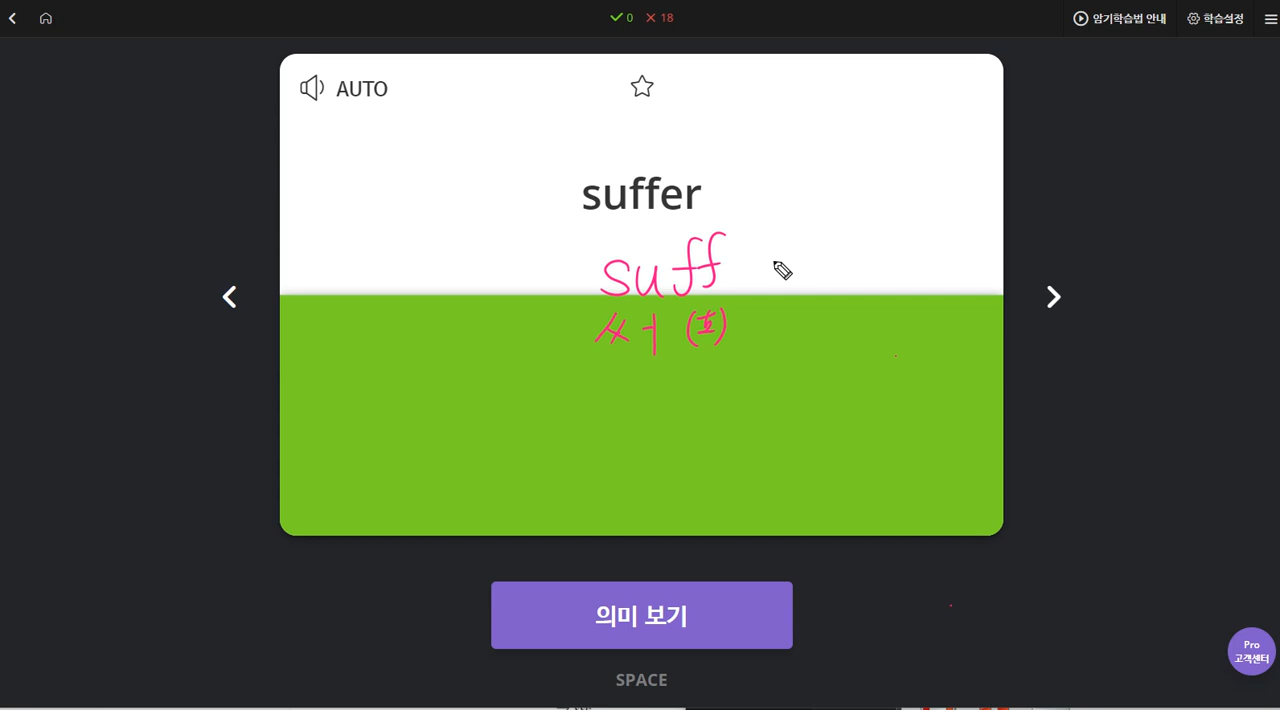 0 18 암기학습법 안내 학습설정
AUTO
suffer
suff
ㅆㅓ (프)
의미 보기
SPACE
Pro
고객센터